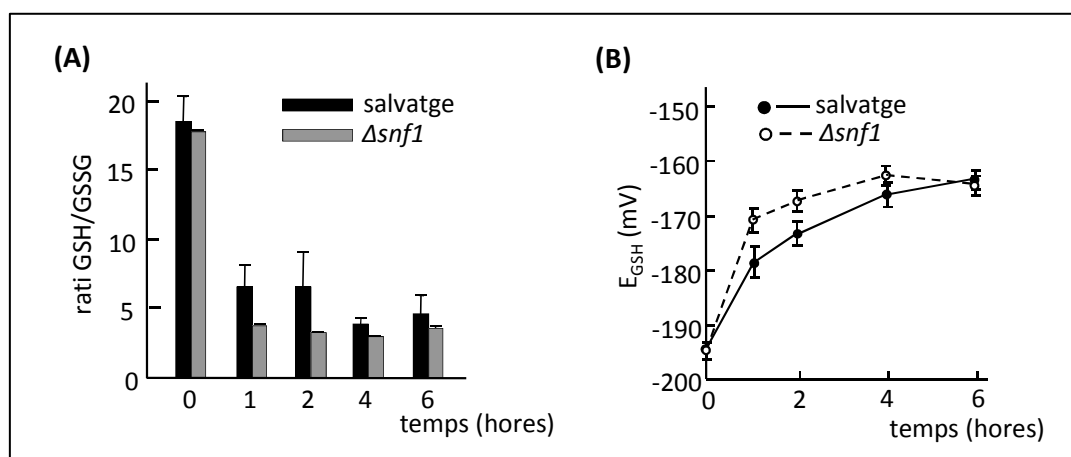 (A)
20
15
10
5
0
rati GSH/GSSG
salvatge
Δsnf1
0 1 2 4 6
temps (hores)
(B)
-150
-160
-170
-180
-190
-200
E_GSH (mV)
salvatge
Δsnf1
0 2 4 6
temps (hores)